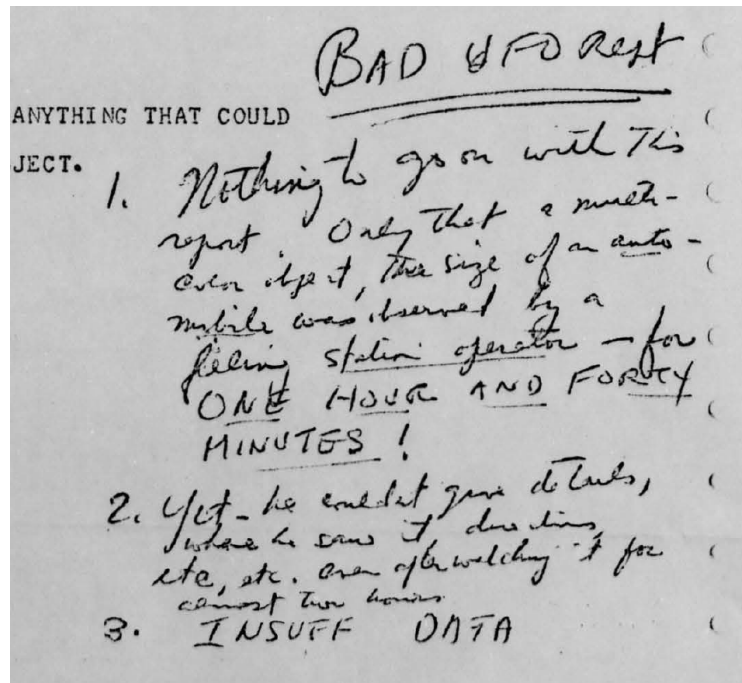 BAD UFO Rept
ANYTHING THAT COULD
JECT.
1. Nothing to go on with This
report. Only that a multi-
color object, the size of an auto-
mobile was observed by a
filling station operator – for
ONE HOUR AND FORTY
MINUTES!
2. Yet – he couldn't give details,
where he saw it, directions,
etc, etc. even after watching it for
almost two hours
3. INSUFF DATA